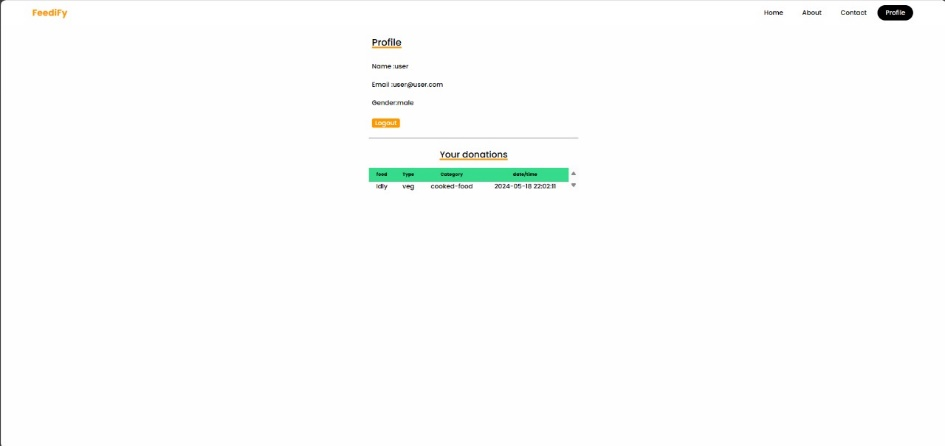 FeediFy
Home About Contact Profile
Profile
Name :user
Email :user@user.com
Gender:male
Logout
Your donations
Food Type Category date/time
Idly veg cooked-food 2024-05-18 22:02:11